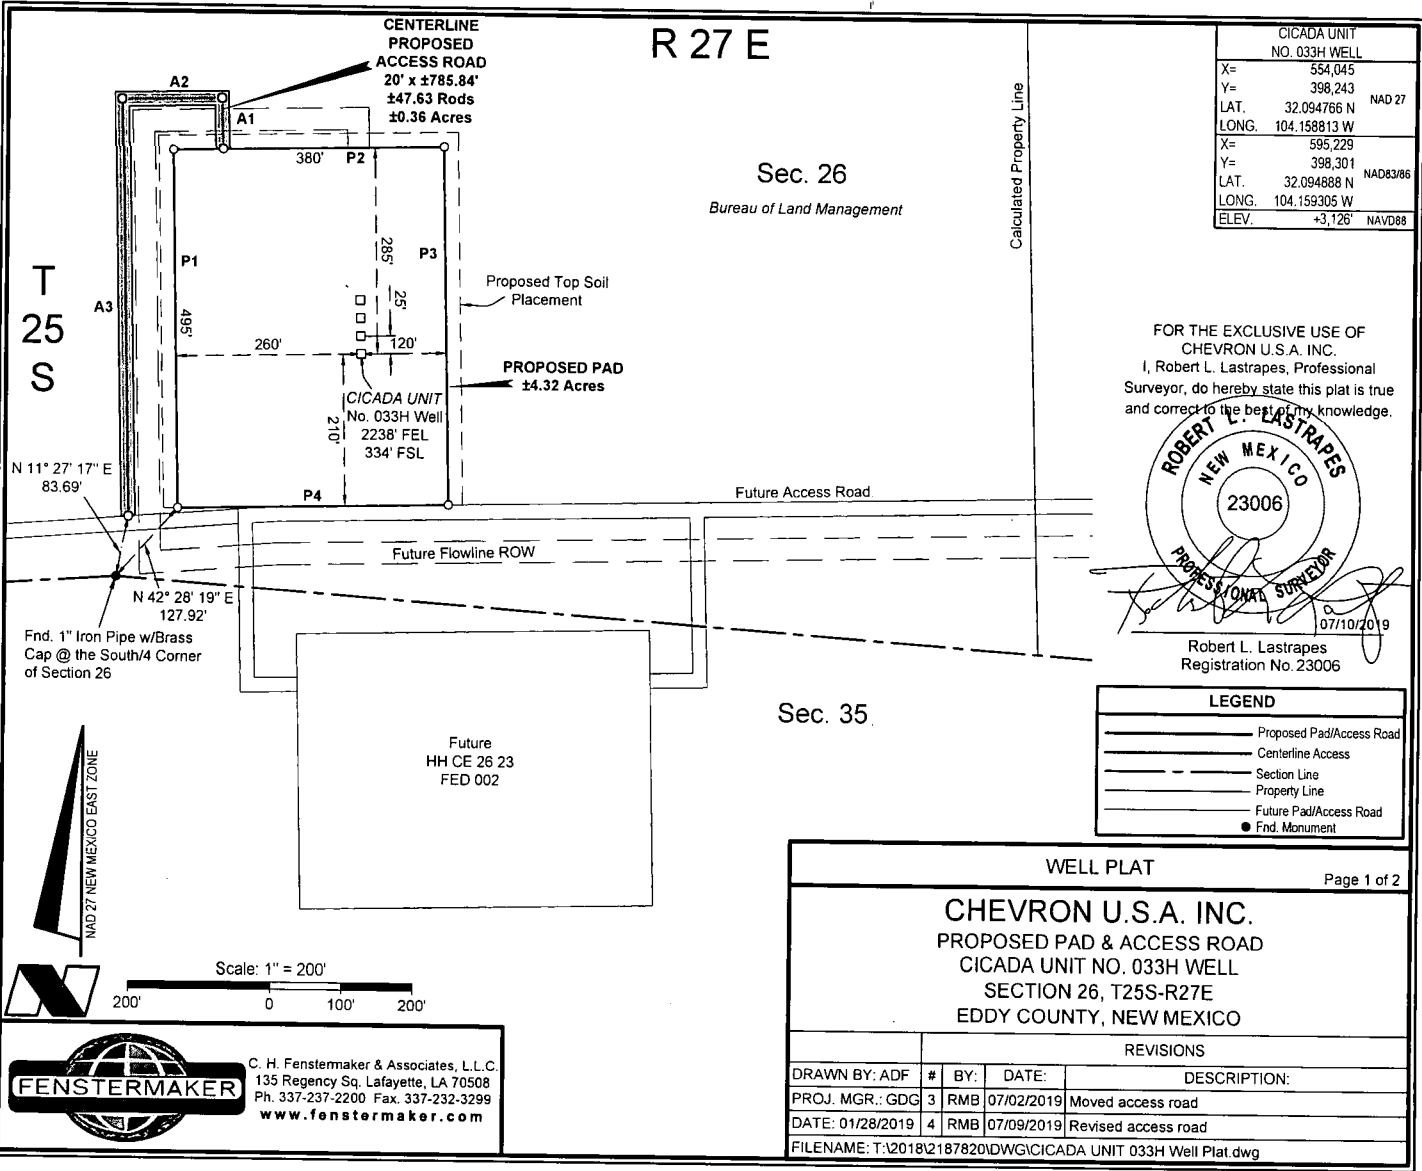 R 27 E
CENTERLINE
PROPOSED
ACCESS ROAD
20' x ±785.84'
±47.63 Rods
±0.36 Acres
A2
A1
380'
P2
Sec. 26
Bureau of Land Management
Calculated Property Line
CICADA UNIT
NO. 033H WELL
X= 554,045
Y= 398,243
NAD 27
LAT. 32.094766 N
LONG. 104.158813 W
X= 595,229
Y= 398,301
NAD83/86
LAT. 32.094888 N
LONG. 104.159305 W
ELEV. +3,126' NAVD88
T
25
S
A3
P1
495'
285'
P3
25'
260'
120'
210'
Proposed Top Soil
Placement
PROPOSED PAD
±4.32 Acres
CICADA UNIT
No. 033H Well
2238' FEL
334' FSL
P4
N 11° 27' 17" E
83.69'
Future Access Road
Future Flowline ROW
N 42° 28' 19" E
127.92'
Fnd. 1" Iron Pipe w/Brass
Cap @ the South/4 Corner
of Section 26
FOR THE EXCLUSIVE USE OF
CHEVRON U.S.A. INC.
I, Robert L. Lastrapes, Professional
Surveyor, do hereby state this plat is true
and correct to the best of my knowledge.
ROBERT L. LASTRAPES
NEW MEXICO
23006
PROFESSIONAL SURVEYOR
07/10/2019
Robert L. Lastrapes
Registration No. 23006
Sec. 35
Future
HH CE 26 23
FED 002
LEGEND
Proposed Pad/Access Road
Centerline Access
Section Line
Property Line
Future Pad/Access Road
Fnd. Monument
NAD 27 NEW MEXICO EAST ZONE
Scale: 1" = 200'
200' 0 100' 200'
FENSTERMAKER
C. H. Fenstermaker & Associates, L.L.C.
135 Regency Sq. Lafayette, LA 70508
Ph. 337-237-2200 Fax. 337-232-3299
www.fenstermaker.com
WELL PLAT
Page 1 of 2
CHEVRON U.S.A. INC.
PROPOSED PAD & ACCESS ROAD
CICADA UNIT NO. 033H WELL
SECTION 26, T25S-R27E
EDDY COUNTY, NEW MEXICO
REVISIONS
DRAWN BY: ADF # BY: DATE: DESCRIPTION:
PROJ. MGR.: GDG 3 RMB 07/02/2019 Moved access road
DATE: 01/28/2019 4 RMB 07/09/2019 Revised access road
FILENAME: T:\2018\2187820\DWG\CICADA UNIT 033H Well Plat.dwg